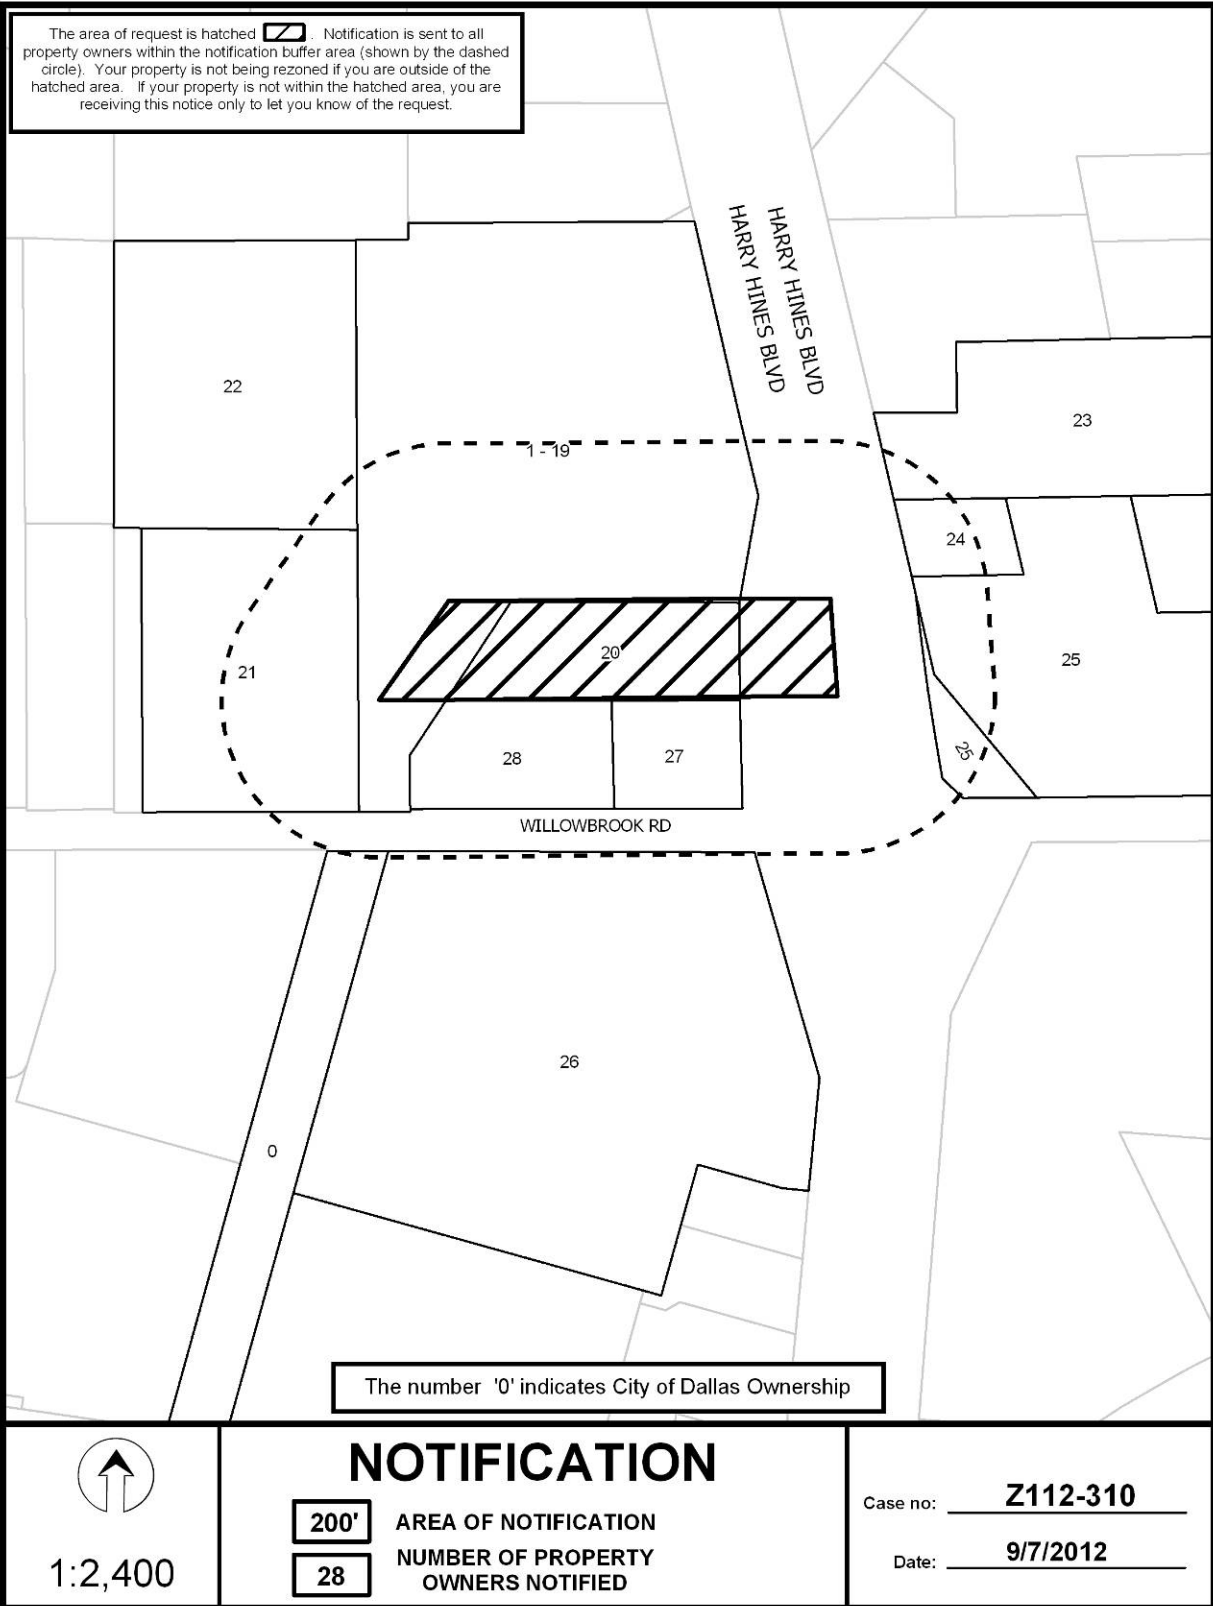 The area of request is hatched . Notification is sent to all
property owners within the notification buffer area (shown by the dashed
circle). Your property is not being rezoned if you are outside of the
hatched area. If your property is not within the hatched area, you are
receiving this notice only to let you know of the request.
HARRY HINES BLVD
HARRY HINES BLVD
22
23
1 - 19
24
20
21
25
25
28
27
WILLOWBROOK RD
26
0
The number '0' indicates City of Dallas Ownership
1:2,400
NOTIFICATION
200' AREA OF NOTIFICATION
28 NUMBER OF PROPERTY
OWNERS NOTIFIED
Case no: Z112-310
Date: 9/7/2012